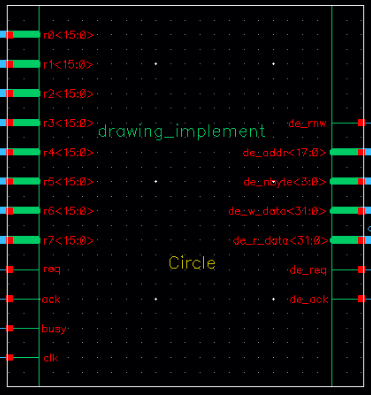 r0<15:0>
r1<15:0>
r2<15:0>
r3<15:0>
r4<15:0>
r5<15:0>
r6<15:0>
r7<15:0>
req
ack
busy
clk
drawing_implement
Circle
de_rnw
de_addr<17:0>
de_nbyte<3:0>
de_w_data<31:0>
de_r_data<31:0>
de_req
de_ack